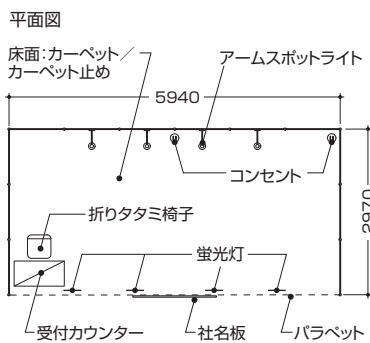 平面図
床面：カーペット／
カーペット止め
アームスポットライト
5940
コンセント
2970
折りタタミ椅子
蛍光灯
受付カウンター
社名板
パラペット